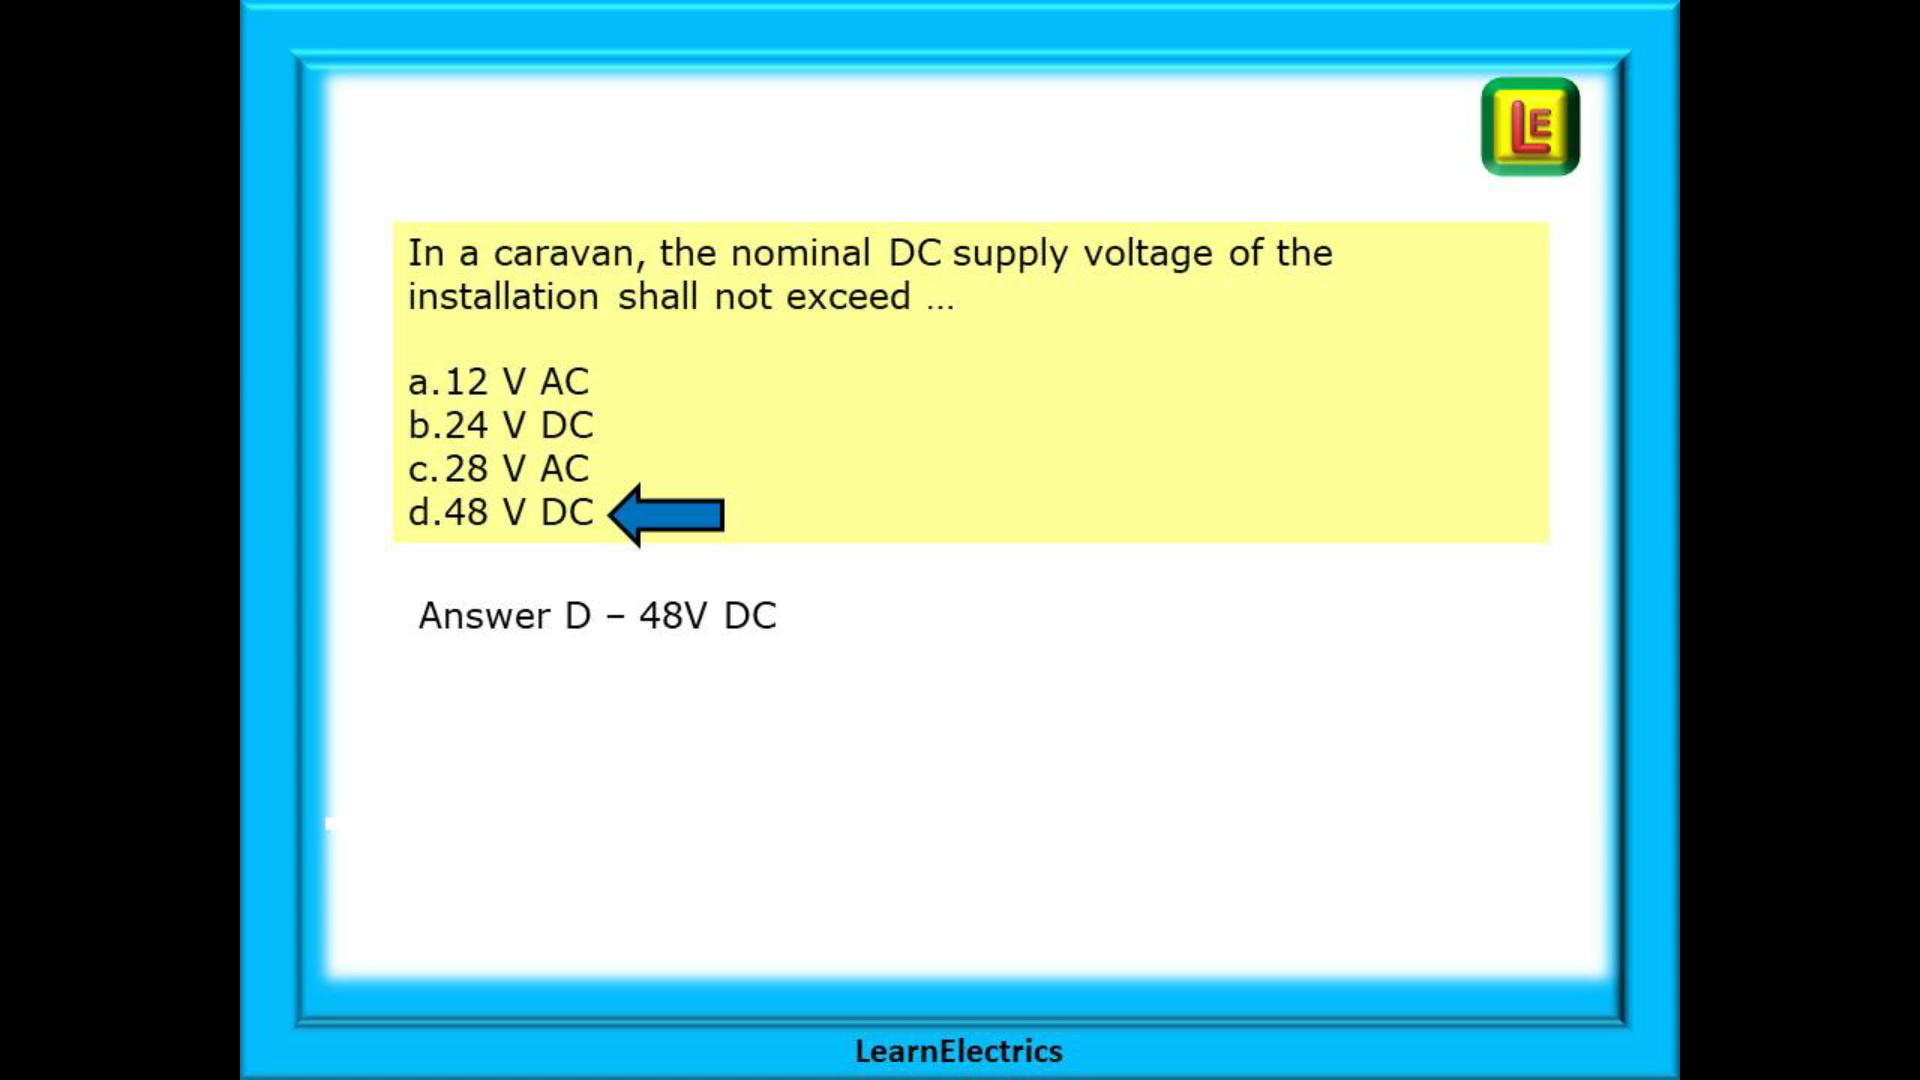 LE
In a caravan, the nominal DC supply voltage of the
installation shall not exceed ...
a. 12 V AC
b. 24 V DC
c. 28 V AC
d. 48 V DC
Answer D – 48V DC
LearnElectrics